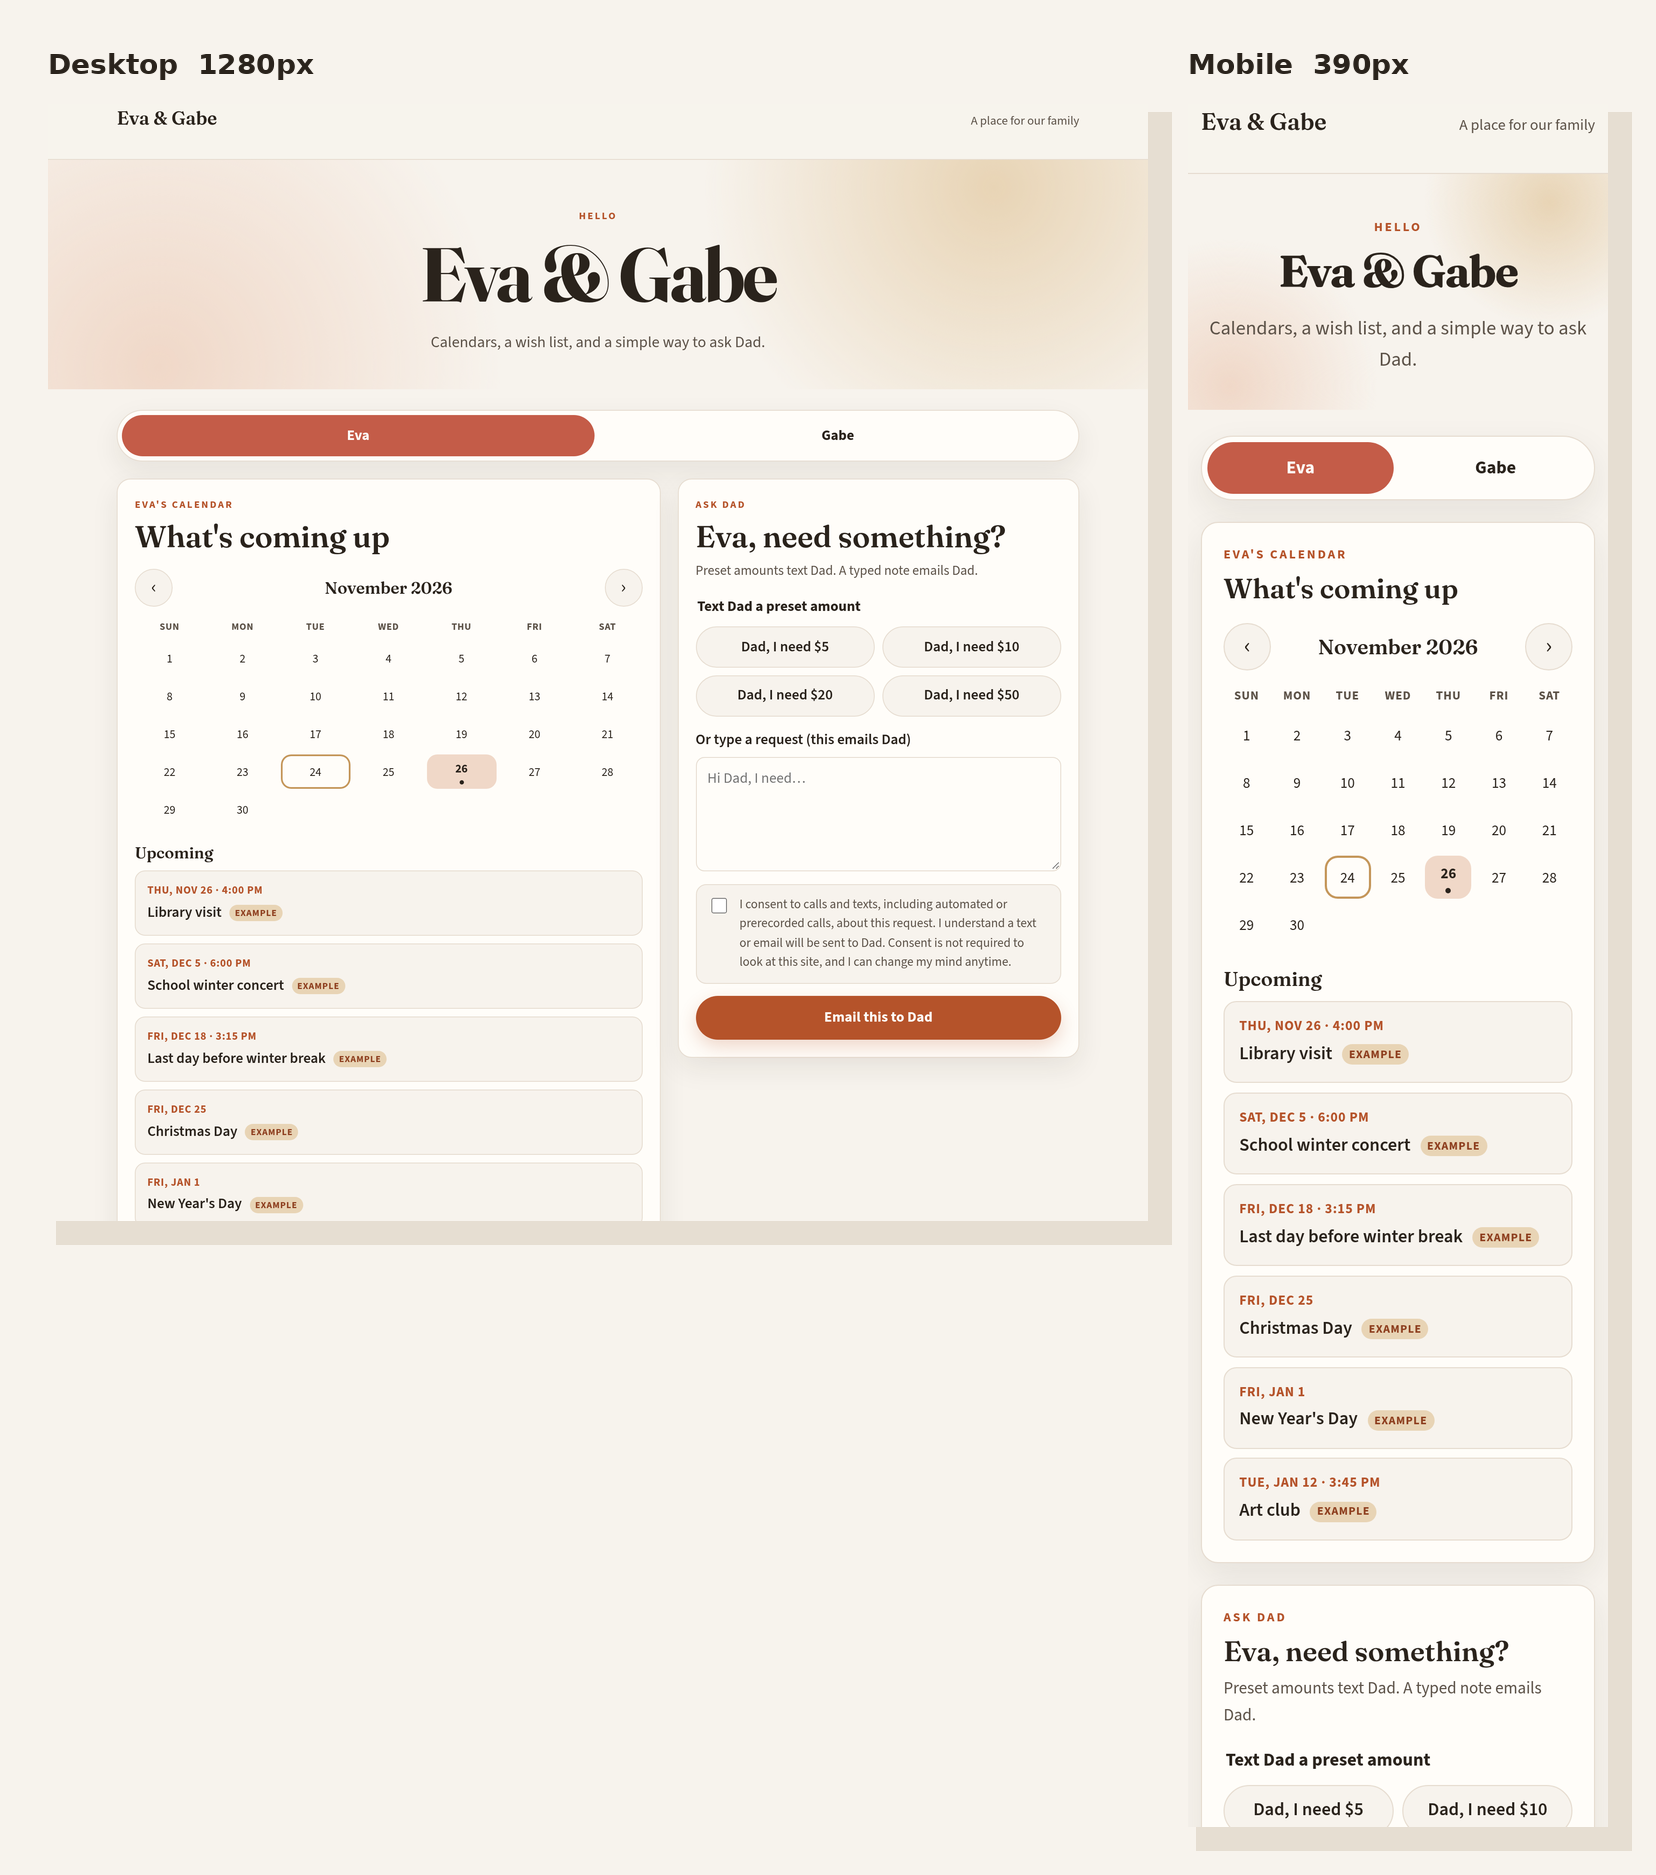 Desktop 1280px
Eva & Gabe
A place for our family
HELLO
Eva & Gabe
Calendars, a wish list, and a simple way to ask Dad.
Eva
Gabe
EVA'S CALENDAR
What's coming up
‹
November 2026
›
SUN MON TUE WED THU FRI SAT
1 2 3 4 5 6 7
8 9 10 11 12 13 14
15 16 17 18 19 20 21
22 23 24 25 26 27 28
29 30
Upcoming
THU, NOV 26 · 4:00 PM
Library visit EXAMPLE
SAT, DEC 5 · 6:00 PM
School winter concert EXAMPLE
FRI, DEC 18 · 3:15 PM
Last day before winter break EXAMPLE
FRI, DEC 25
Christmas Day EXAMPLE
FRI, JAN 1
New Year's Day EXAMPLE
ASK DAD
Eva, need something?
Preset amounts text Dad. A typed note emails Dad.
Text Dad a preset amount
Dad, I need $5
Dad, I need $10
Dad, I need $20
Dad, I need $50
Or type a request (this emails Dad)
Hi Dad, I need…
I consent to calls and texts, including automated or
prerecorded calls, about this request. I understand a text
or email will be sent to Dad. Consent is not required to
look at this site, and I can change my mind anytime.
Email this to Dad
Mobile 390px
Eva & Gabe
A place for our family
HELLO
Eva & Gabe
Calendars, a wish list, and a simple way to ask
Dad.
Eva
Gabe
EVA'S CALENDAR
What's coming up
‹
November 2026
›
SUN MON TUE WED THU FRI SAT
1 2 3 4 5 6 7
8 9 10 11 12 13 14
15 16 17 18 19 20 21
22 23 24 25 26 27 28
29 30
Upcoming
THU, NOV 26 · 4:00 PM
Library visit EXAMPLE
SAT, DEC 5 · 6:00 PM
School winter concert EXAMPLE
FRI, DEC 18 · 3:15 PM
Last day before winter break EXAMPLE
FRI, DEC 25
Christmas Day EXAMPLE
FRI, JAN 1
New Year's Day EXAMPLE
TUE, JAN 12 · 3:45 PM
Art club EXAMPLE
ASK DAD
Eva, need something?
Preset amounts text Dad. A typed note emails
Dad.
Text Dad a preset amount
Dad, I need $5
Dad, I need $10